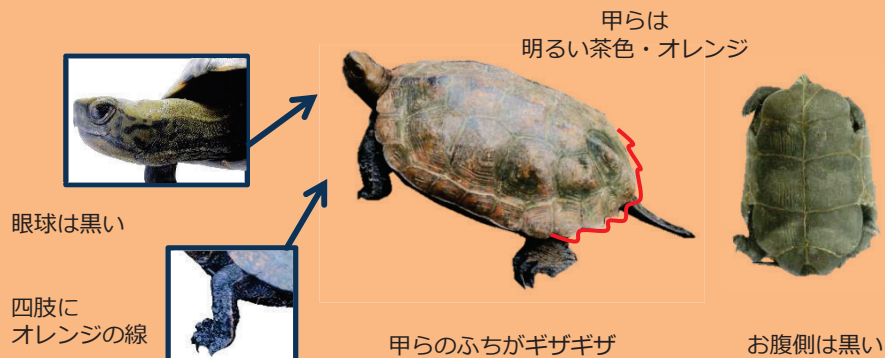 甲らは
明るい茶色・オレンジ
眼球は黒い
四肢に
オレンジの線
甲らのふちがギザギザ
お腹側は黒い